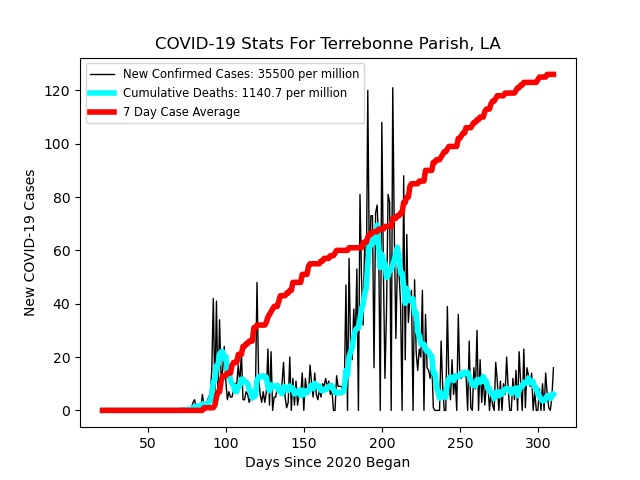 COVID-19 Stats For Terrebonne Parish, LA
New Confirmed Cases: 35500 per million
Cumulative Deaths: 1140.7 per million
7 Day Case Average
New COVID-19 Cases
120
100
80
60
40
20
0
50 100 150 200 250 300
Days Since 2020 Began